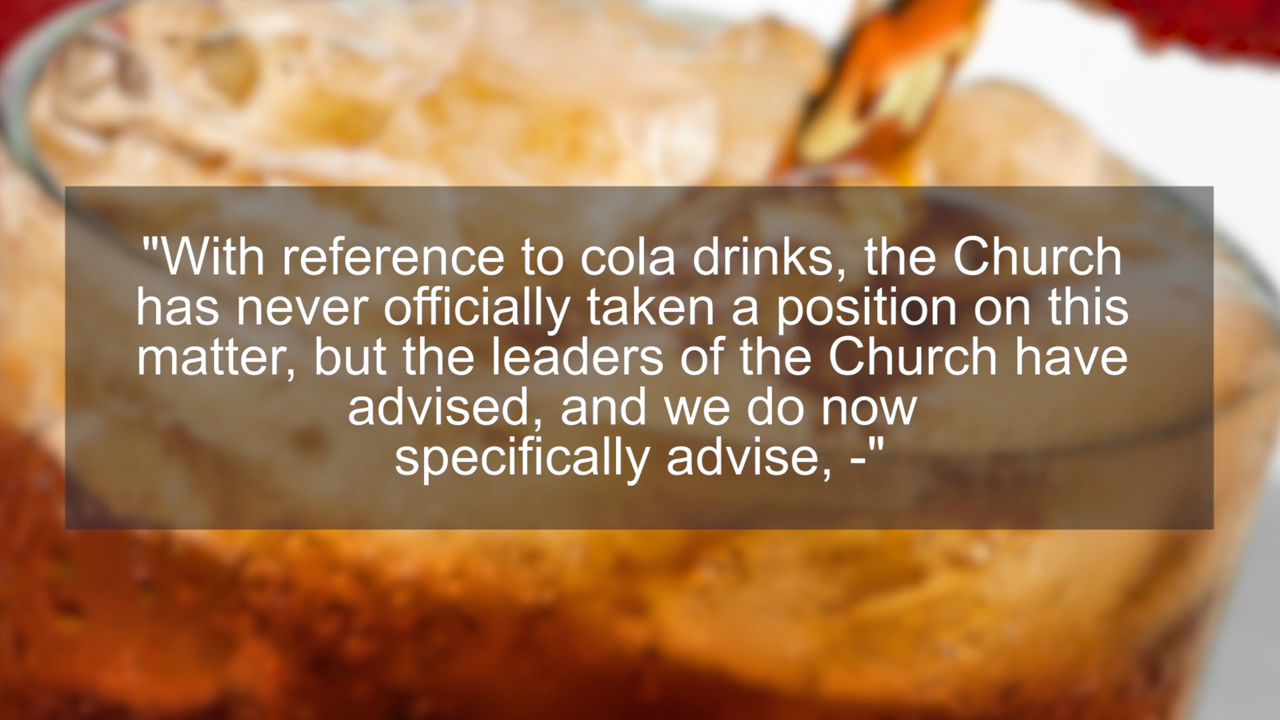 "With reference to cola drinks, the Church
has never officially taken a position on this
matter, but the leaders of the Church have
advised, and we do now
specifically advise, -"